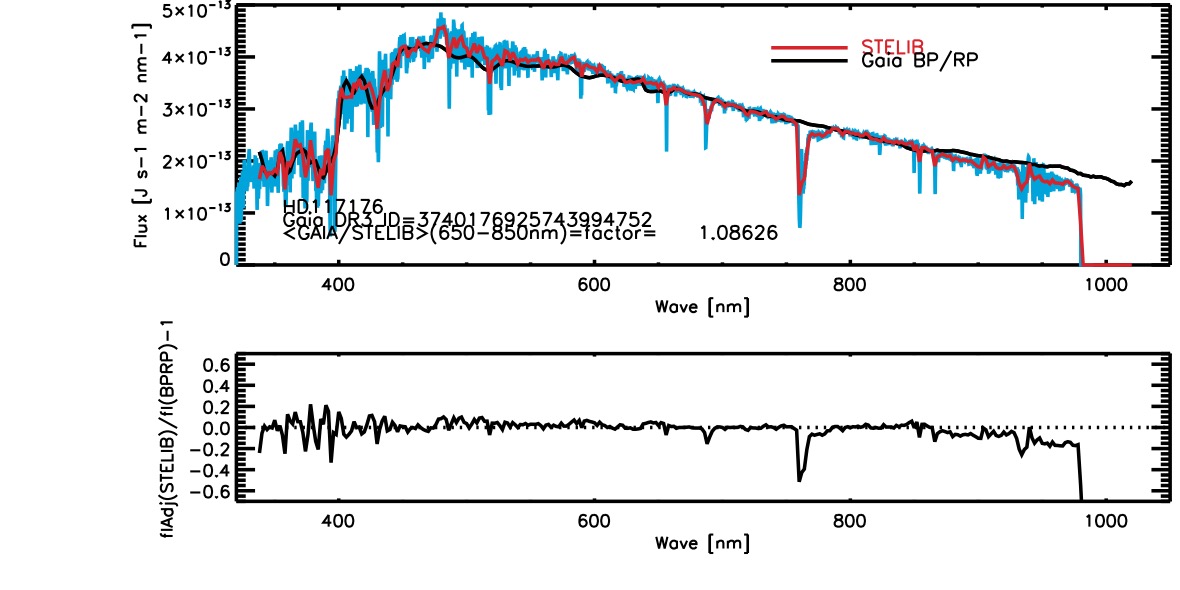 5×10−13
4×10−13
3×10−13
2×10−13
1×10−13
0
Flux [J s−1 m−2 nm−1]
STELIB
Gaia BP/RP
HD117176
Gaia DR3 ID=3740176925743994752
<GAIA/STELIB>(650−850nm)=factor= 1.08626
400 600 800 1000
Wave [nm]
flAdj(STELIB)/fl(BPRP)−1
0.6
0.4
0.2
0.0
−0.2
−0.4
−0.6
400 600 800 1000
Wave [nm]